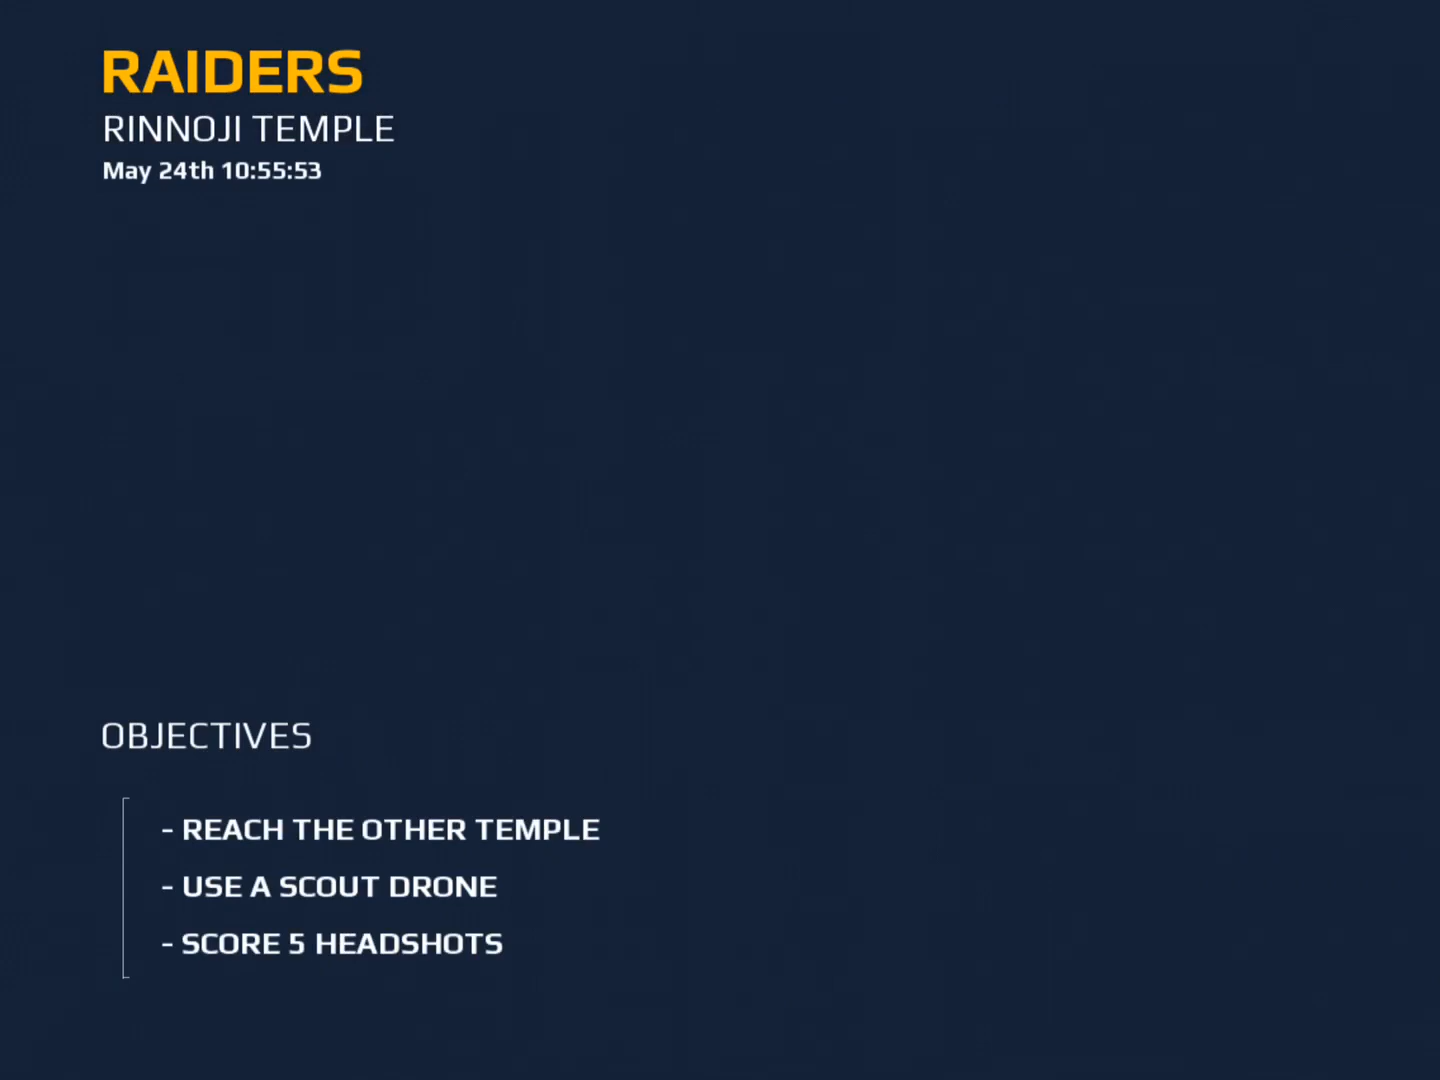 RAIDERS
RINNOJI TEMPLE
May 24th 10:55:53
OBJECTIVES
- REACH THE OTHER TEMPLE
- USE A SCOUT DRONE
- SCORE 5 HEADSHOTS